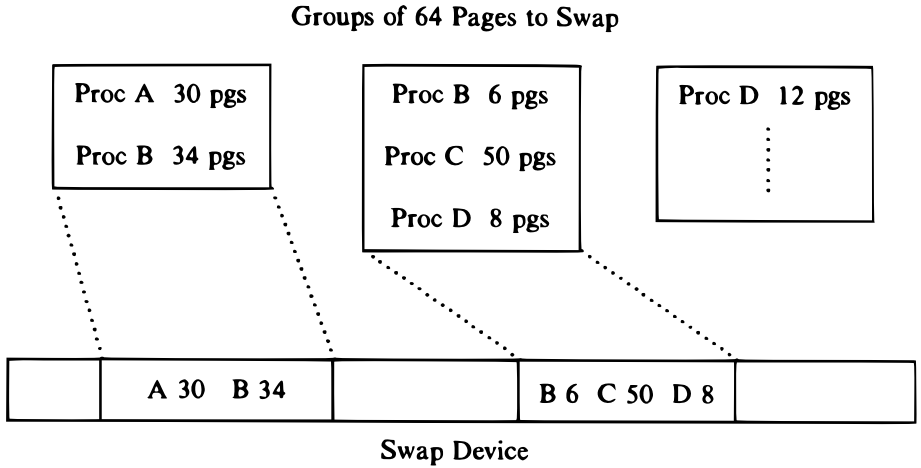 Groups of 64 Pages to Swap
Proc A 30 pgs
Proc B 34 pgs
Proc B 6 pgs
Proc C 50 pgs
Proc D 8 pgs
Proc D 12 pgs
A 30 B 34
B 6 C 50 D 8
Swap Device